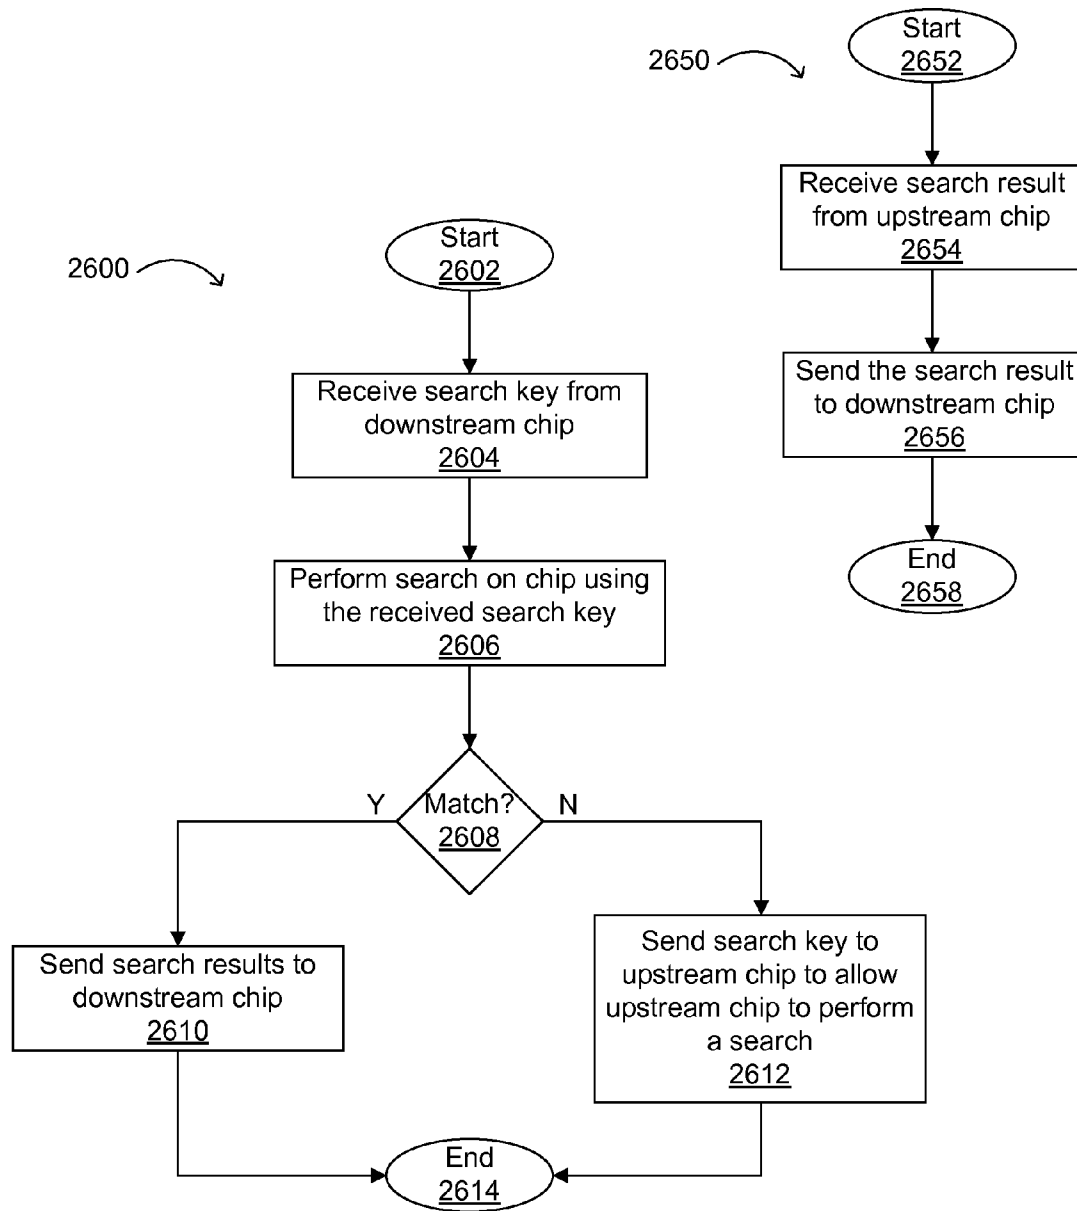 2650
Start
2652
Receive search result
from upstream chip
2654
Send the search result
to downstream chip
2656
End
2658
2600
Start
2602
Receive search key from
downstream chip
2604
Perform search on chip using
the received search key
2606
Match?
2608
Y
N
Send search results to
downstream chip
2610
Send search key to
upstream chip to allow
upstream chip to perform
a search
2612
End
2614